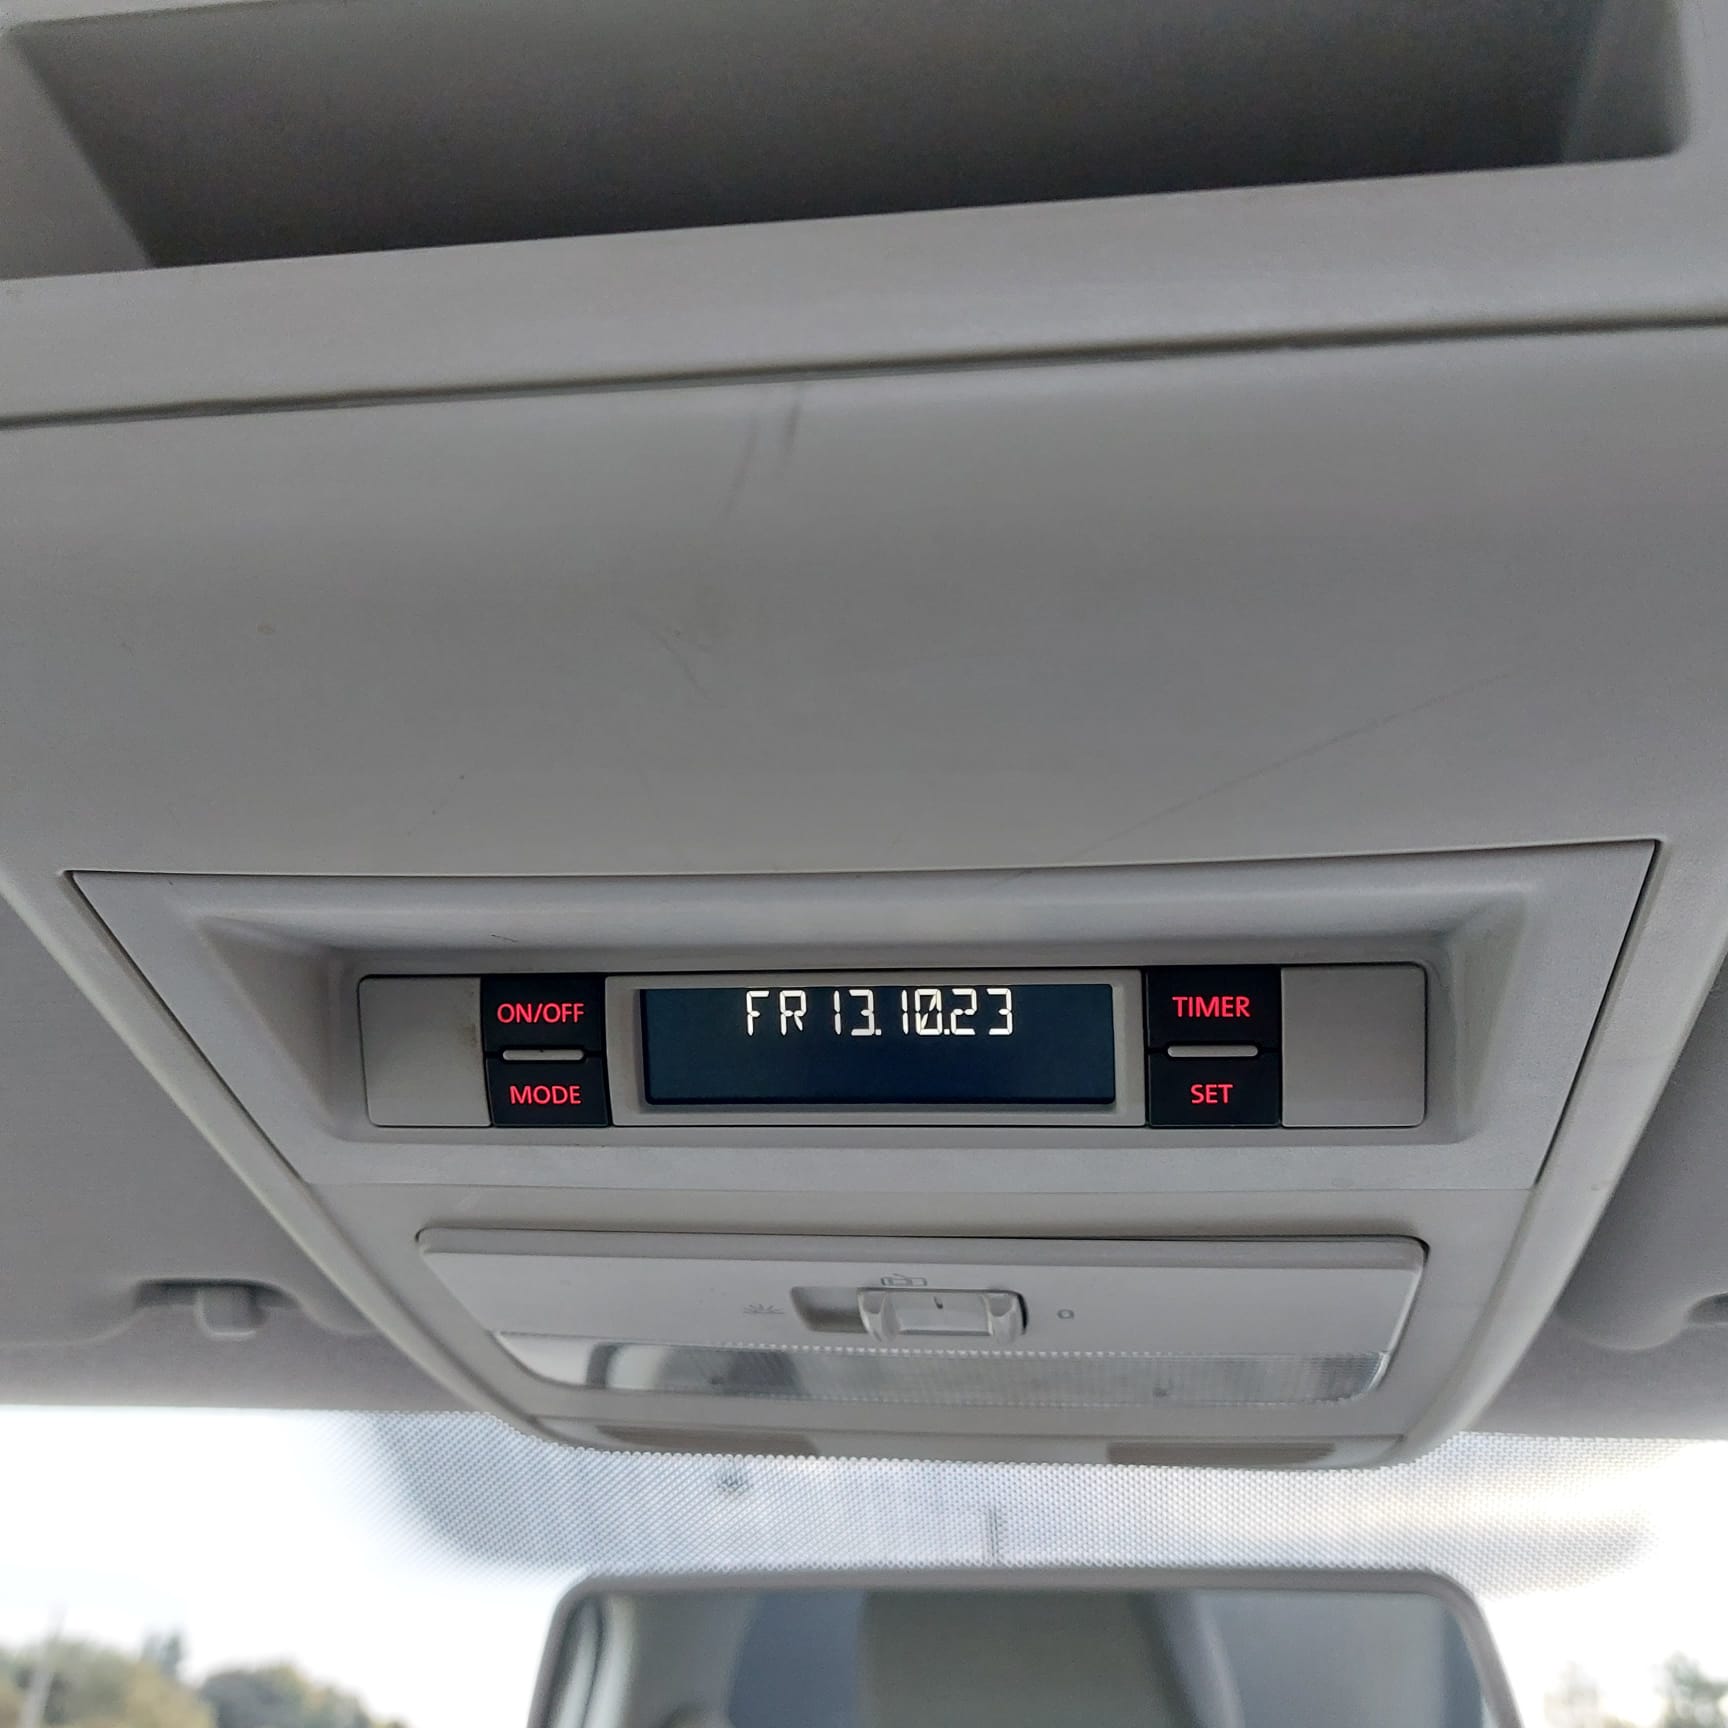 ON/OFF
MODE
FR 13.10.23
TIMER
SET